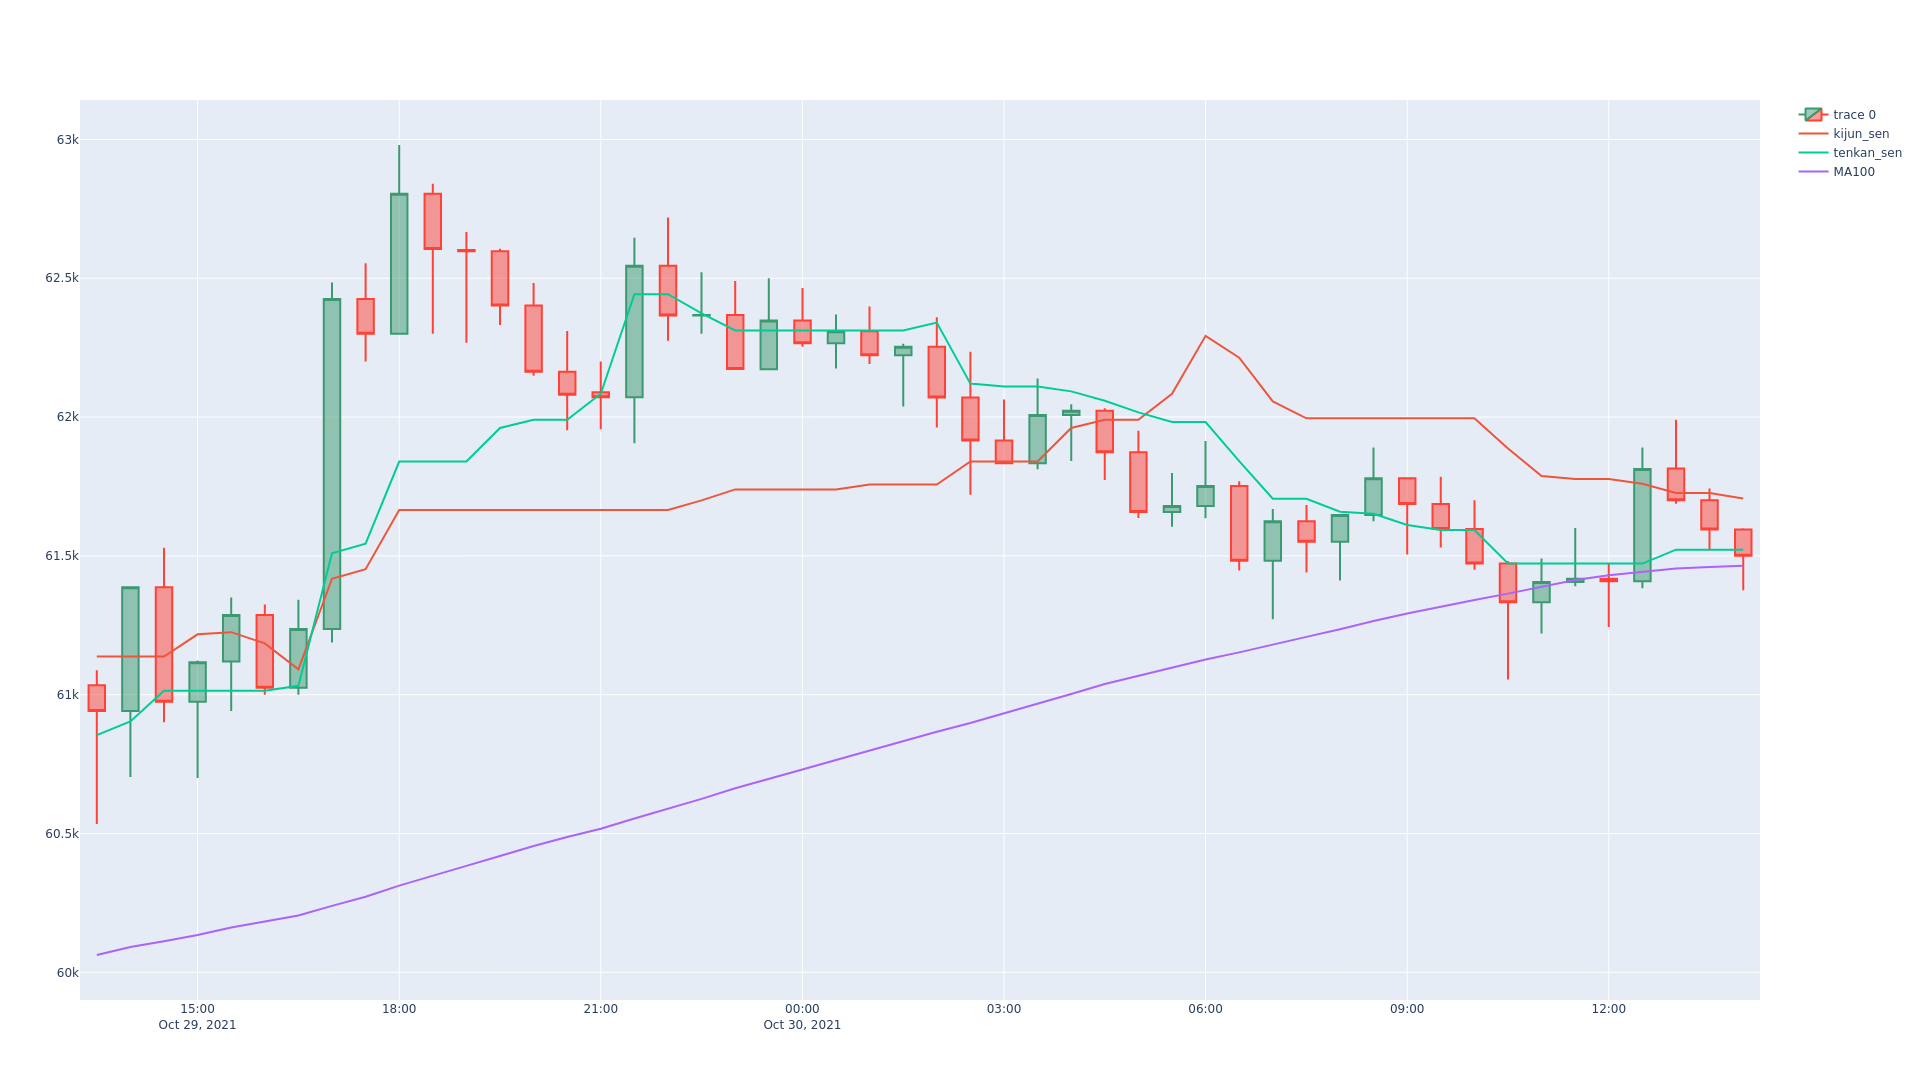 63k
62.5k
62k
61.5k
61k
60.5k
60k
15:00 18:00 21:00 00:00 03:00 06:00 09:00 12:00
Oct 29, 2021 Oct 30, 2021
trace 0
kijun_sen
tenkan_sen
MA100